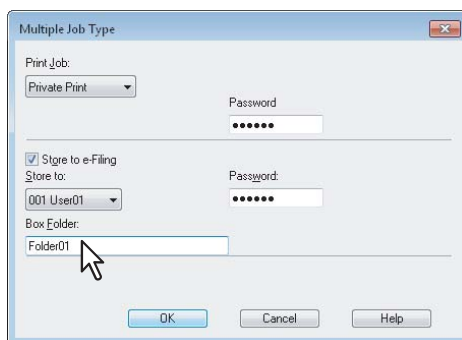 Multiple Job Type
Print Job:
Private Print
Password
••••••
Store to e-Filing
Store to: Password:
001 User01 ••••••
Box Folder:
Folder01
OK Cancel Help